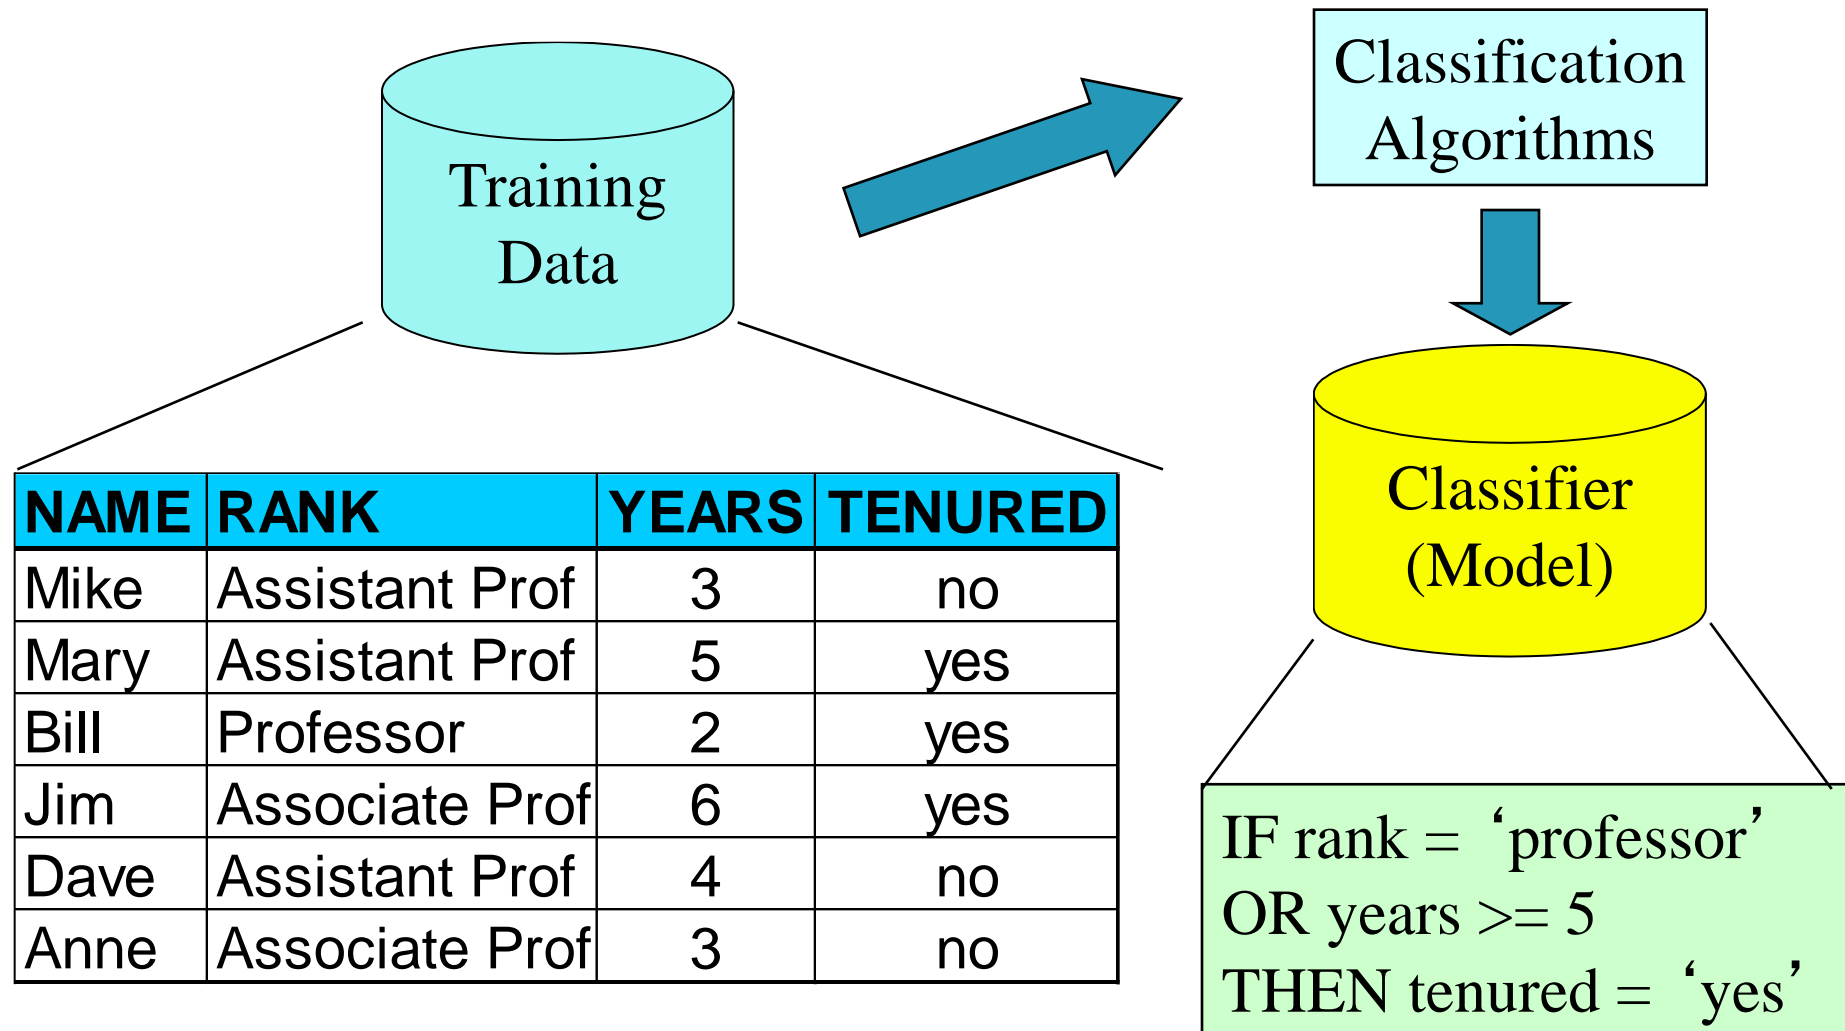 Training
Data
Classification
Algorithms
NAME RANK YEARS TENURED
Mike Assistant Prof 3 no
Mary Assistant Prof 5 yes
Bill Professor 2 yes
Jim Associate Prof 6 yes
Dave Assistant Prof 4 no
Anne Associate Prof 3 no
Classifier
(Model)
IF rank = ‘professor’
OR years >= 5
THEN tenured = ‘yes’